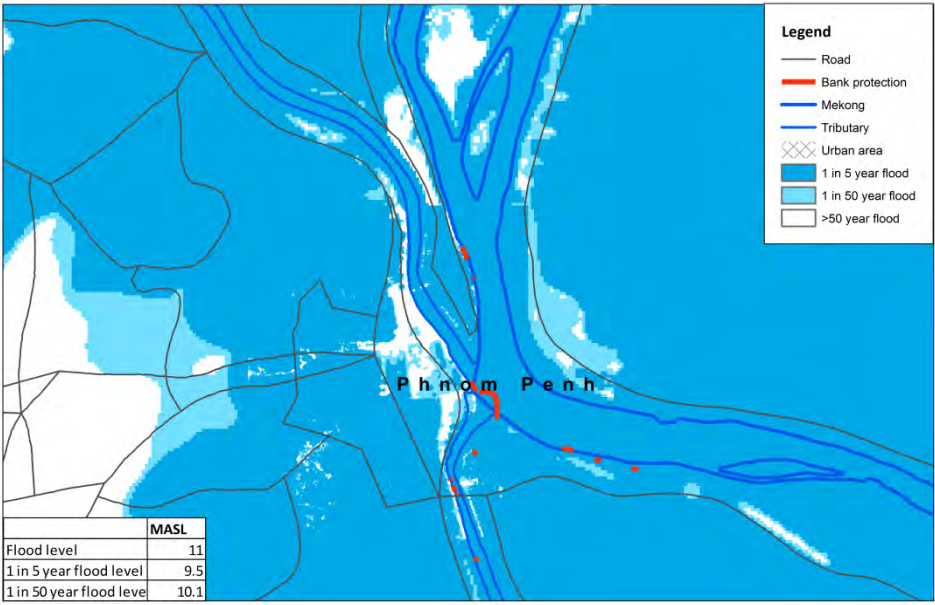 Legend
Road
Bank protection
Mekong
Tributary
Urban area
1 in 5 year flood
1 in 50 year flood
>50 year flood
Phnom Penh
MASL
Flood level 11
1 in 5 year flood level 9.5
1 in 50 year flood leve 10.1